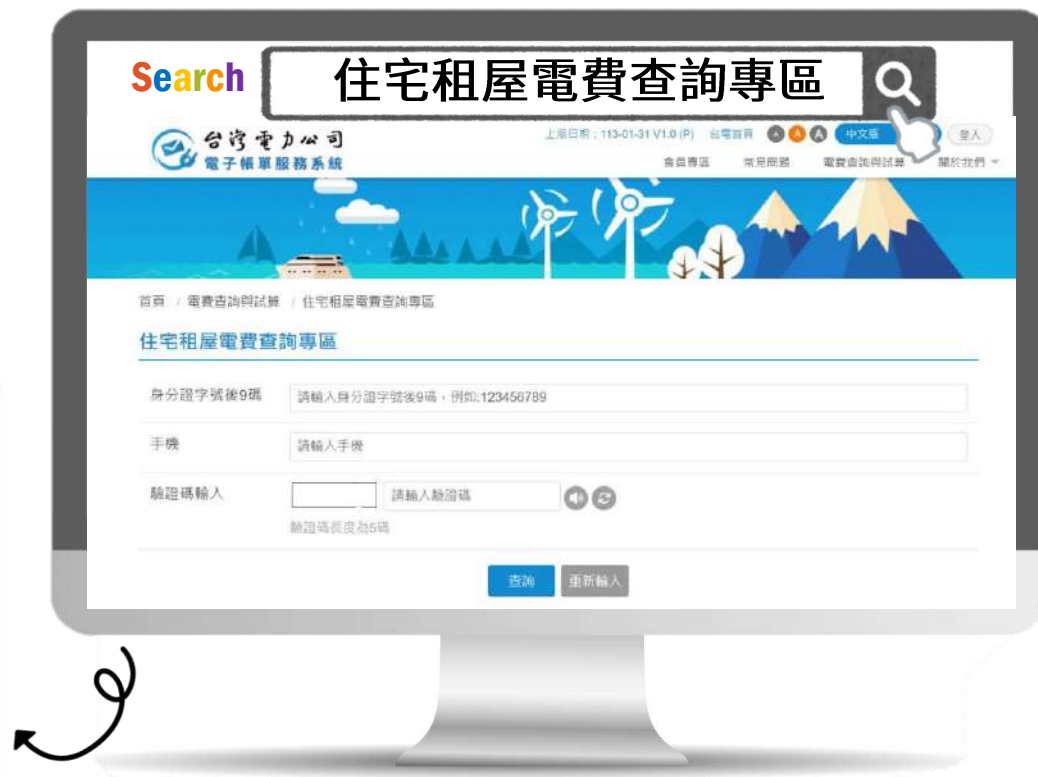 Search 住宅租屋電費查詢專區
台灣電力公司
電子帳單服務系統
上版日期：113-01-31 V1.0 (P) 台電首頁 A A A 中文版 登入
會員專區 常見問題 電費查詢與試算 關於我們
首頁 / 電費查詢與試算 / 住宅租屋電費查詢專區
住宅租屋電費查詢專區
身分證字號後9碼 請輸入身分證字號後9碼，例如:123456789
手機 請輸入手機
驗證碼輸入 請輸入驗證碼
驗證碼長度為5碼
查詢 重新輸入